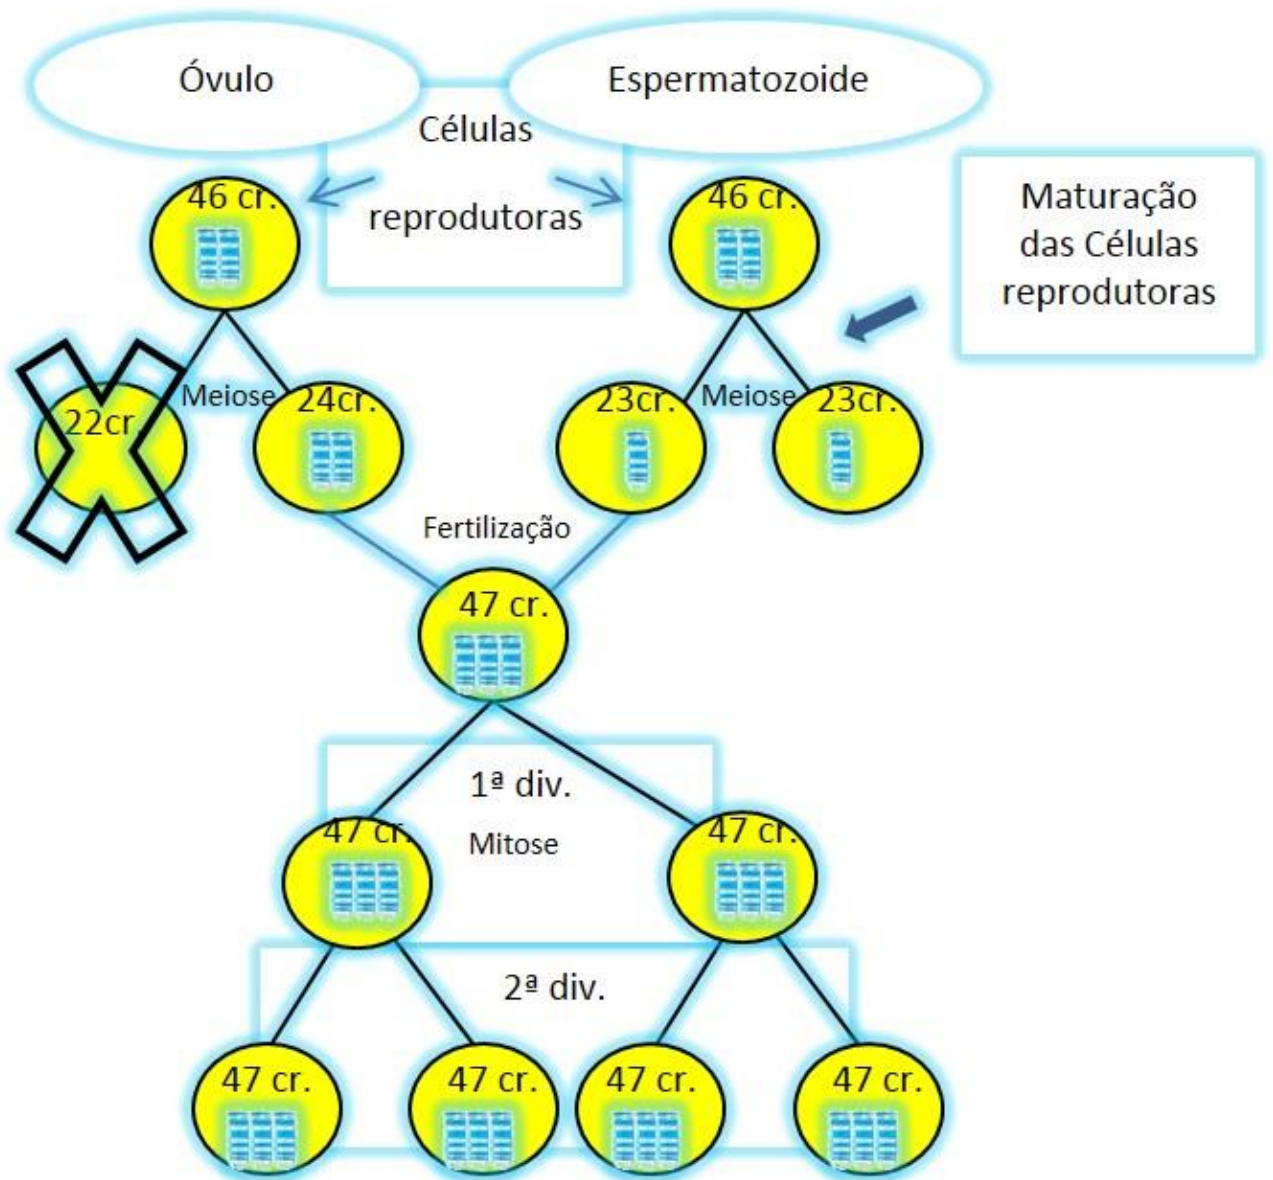 Óvulo
Espermatozoide
Células
reprodutoras
46 cr.
46 cr.
Maturação
das Células
reprodutoras
22cr
Meiose
24cr.
23cr.
Meiose
23cr.
Fertilização
47 cr.
1ª div.
Mitose
47 cr.
47 cr.
2ª div.
47 cr.
47 cr.
47 cr.
47 cr.